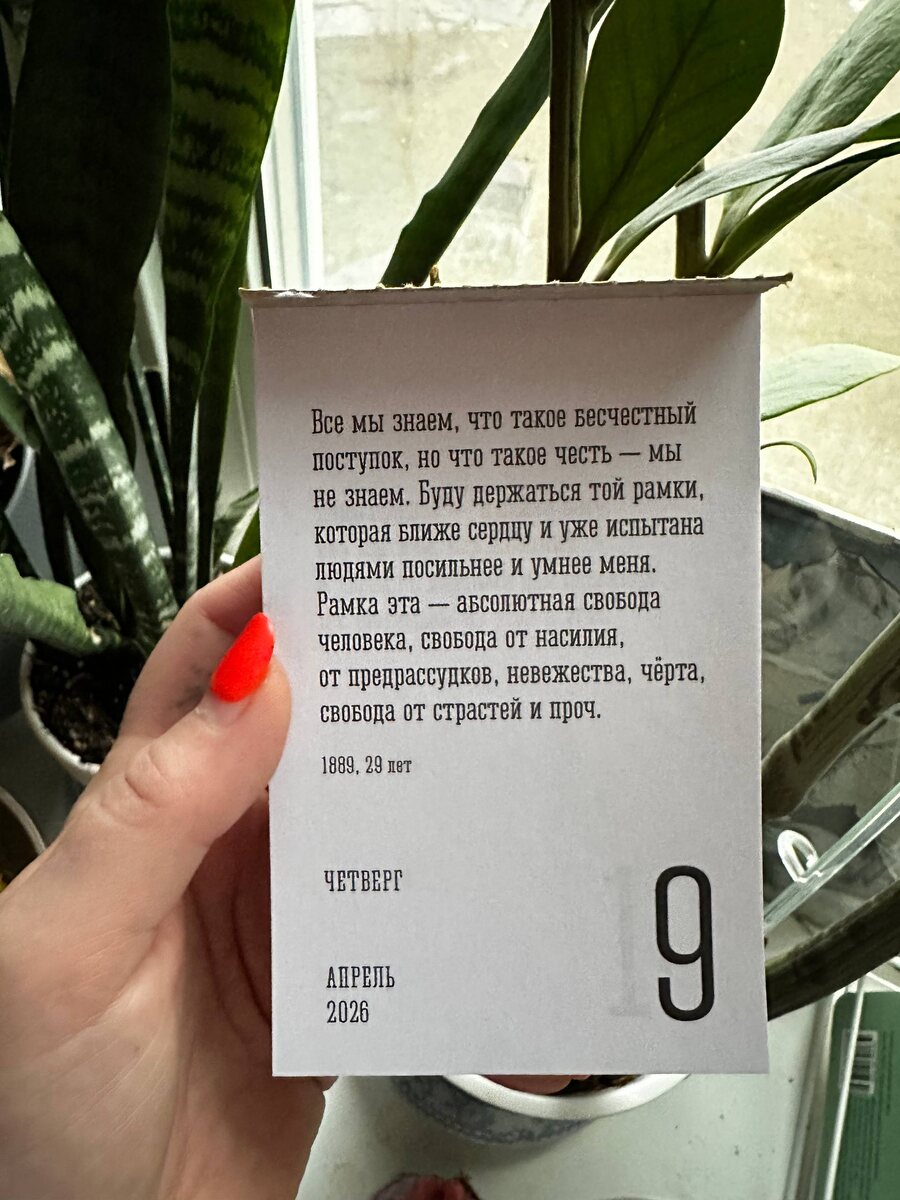 Все мы знаем, что такое бесчестный
поступок, но что такое честь — мы
не знаем. Буду держаться той рамки,
которая ближе сердцу и уже испытана
людями посильнее и умнее меня.
Рамка эта — абсолютная свобода
человека, свобода от насилия,
от предрассудков, невежества, чёрта,
свобода от страстей и проч.
1889, 29 лет
ЧЕТВЕРГ
9
АПРЕЛЬ
2026